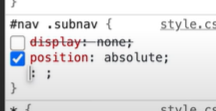 #nav .subnav {
style.cs
display: none;
position: absolute;
: ;
}
* {
style.cs